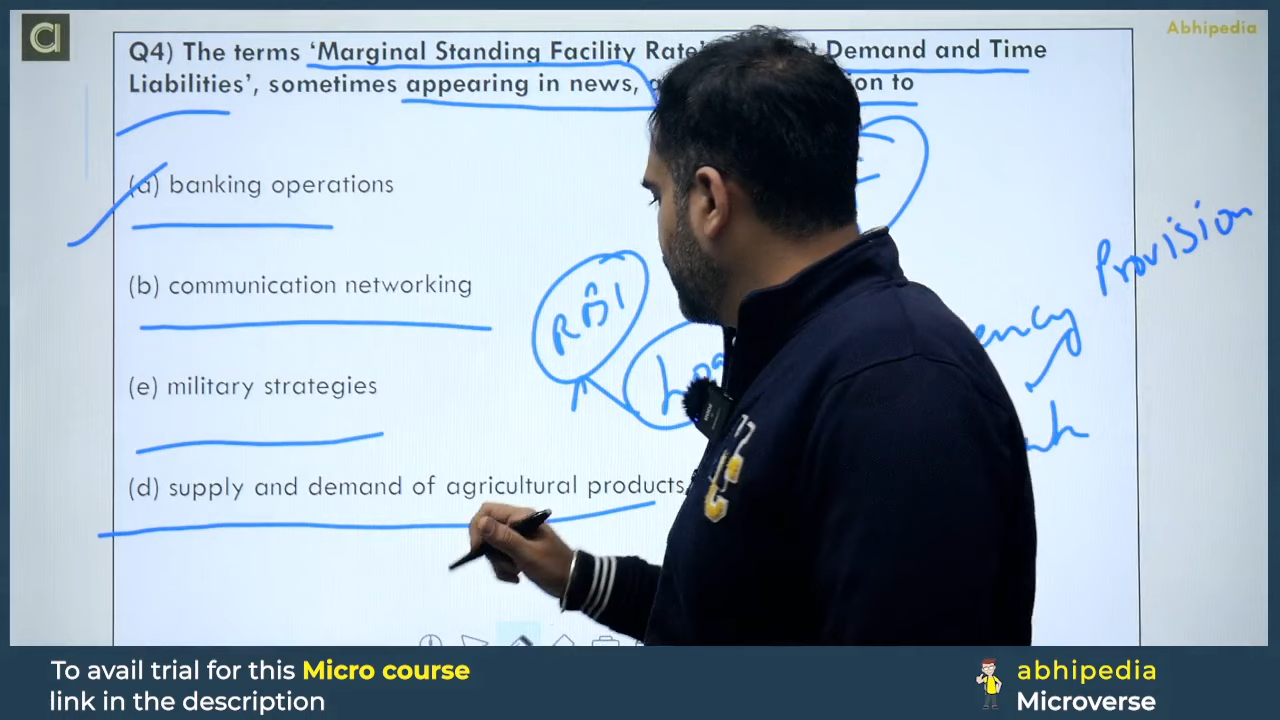 Abhipedia
Q4) The terms 'Marginal Standing Facility Rate' Demand and Time
Liabilities', sometimes appearing in news, to
(a) banking operations
(b) communication networking
(e) military strategies
(d) supply and demand of agricultural products
RBI
Provision
To avail trial for this Micro course
link in the description
abhipedia
Microverse